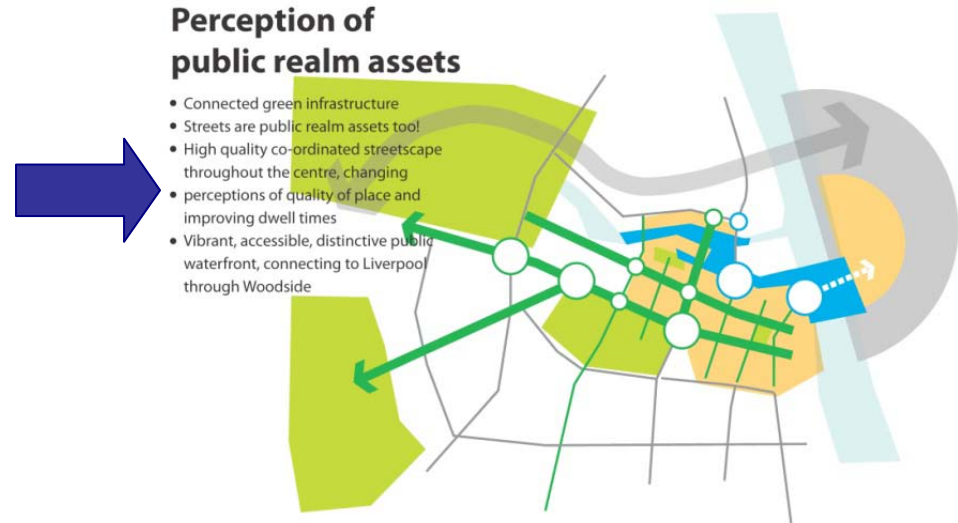 Perception of
public realm assets
• Connected green infrastructure
• Streets are public realm assets too!
• High quality co-ordinated streetscape
throughout the centre, changing
• perceptions of quality of place and
improving dwell times
• Vibrant, accessible, distinctive public
waterfront, connecting to Liverpool
through Woodside